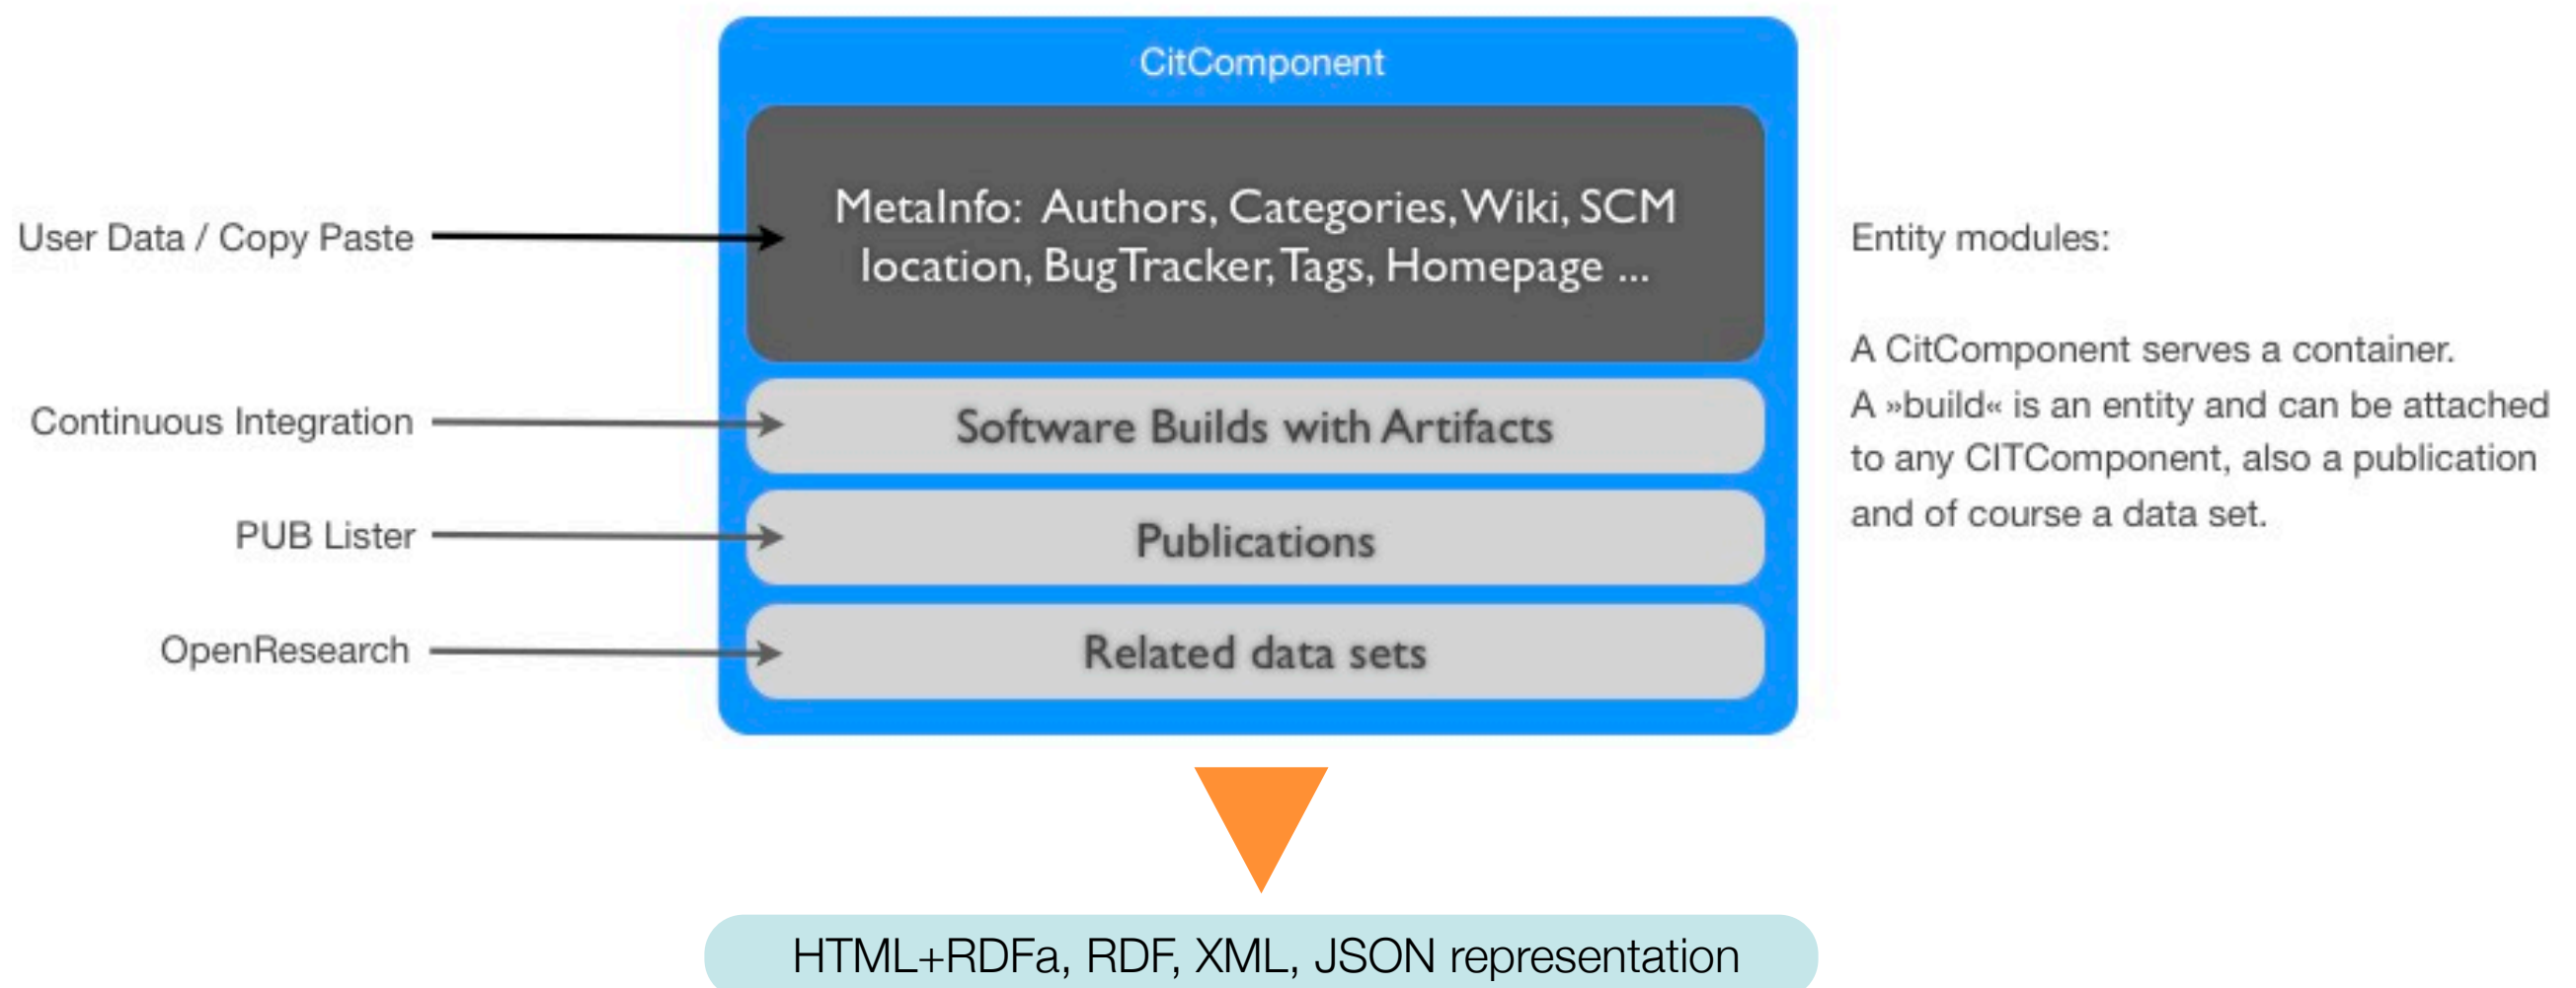 CitComponent
User Data / Copy Paste
MetaInfo: Authors, Categories, Wiki, SCM
location, BugTracker, Tags, Homepage ...
Continuous Integration
Software Builds with Artifacts
PUB Lister
Publications
OpenResearch
Related data sets
Entity modules:
A CitComponent serves a container.
A »build« is an entity and can be attached
to any CITComponent, also a publication
and of course a data set.
HTML+RDFa, RDF, XML, JSON representation